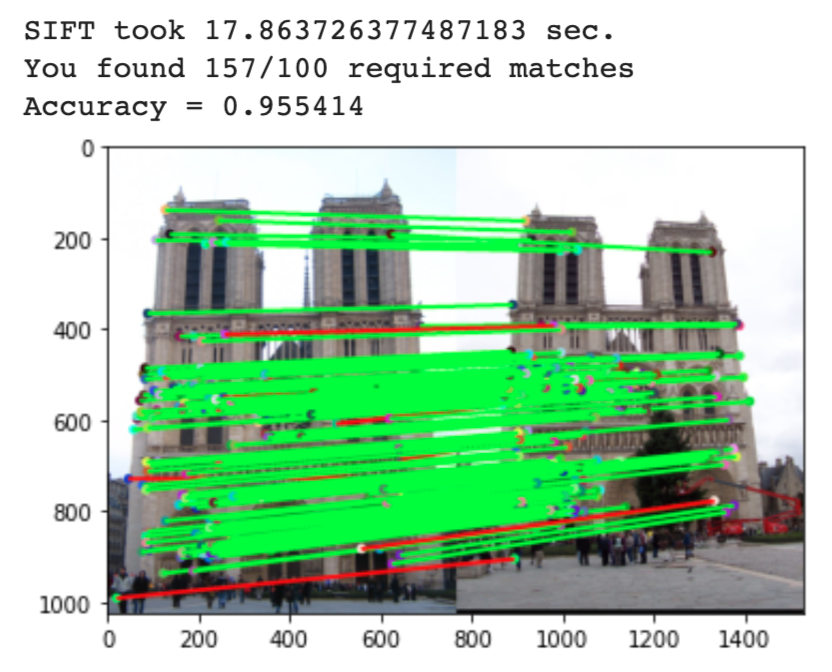 SIFT took 17.863726377487183 sec.
You found 157/100 required matches
Accuracy = 0.955414
0
200
400
600
800
1000
0 200 400 600 800 1000 1200 1400